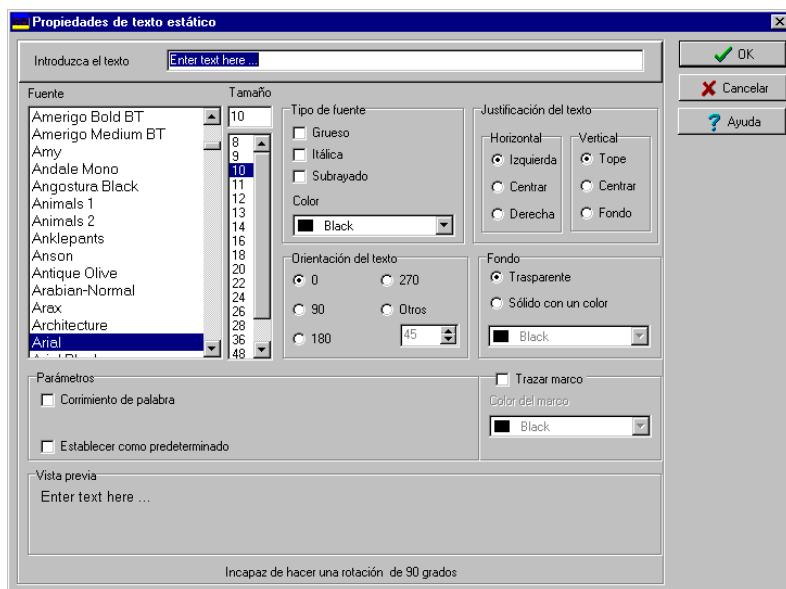 Propiedades de texto estático
Introduzca el texto
Enter text here ...
OK
Cancelar
Ayuda
Fuente
Amerigo Bold BT
Amerigo Medium BT
Amy
Andale Mono
Angostura Black
Animals 1
Animals 2
Anklepants
Anson
Antique Olive
Arabian-Normal
Arax
Architecture
Arial
Tamaño
10
8
9
10
11
12
13
14
16
18
20
22
24
26
28
36
48
Tipo de fuente
Grueso
Itálica
Subrayado
Color
Black
Justificación del texto
Horizontal
Izquierda
Centrar
Derecha
Vertical
Tope
Centrar
Fondo
Orientación del texto
0
270
90
Otros
180
45
Fondo
Trasparente
Sólido con un color
Black
Parámetros
Corrimiento de palabra
Establecer como predeterminado
Trazar marco
Color del marco
Black
Vista previa
Enter text here ...
Incapaz de hacer una rotación de 90 grados